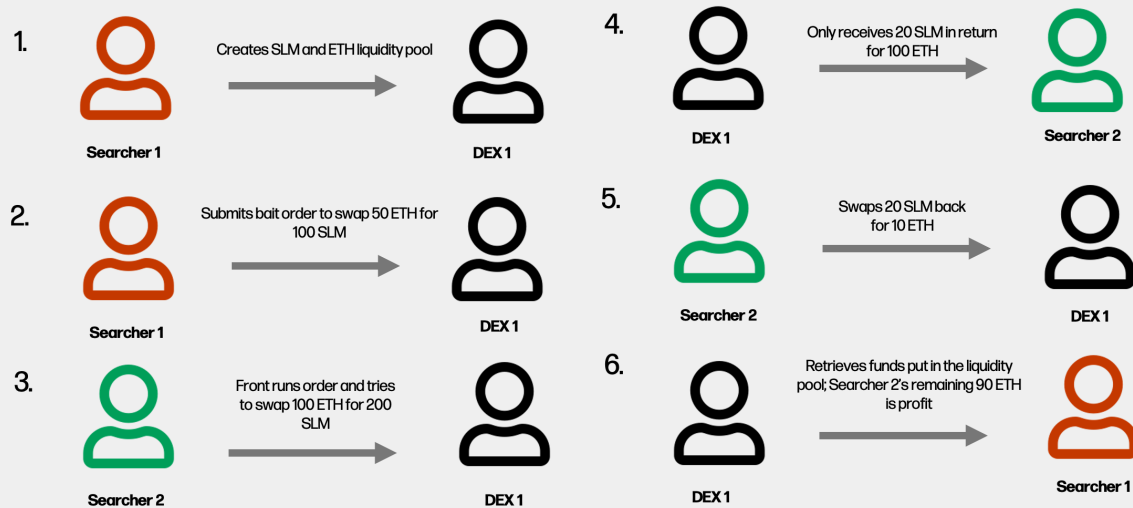 1.
Creates SLM and ETH liquidity pool
Searcher 1
DEX 1
2.
Submits bait order to swap 50 ETH for
100 SLM
Searcher 1
DEX 1
3.
Front runs order and tries
to swap 100 ETH for 200
SLM
Searcher 2
DEX 1
4.
Only receives 20 SLM in return
for 100 ETH
DEX 1
Searcher 2
5.
Swaps 20 SLM back
for 10 ETH
Searcher 2
DEX 1
6.
Retrieves funds put in the liquidity
pool; Searcher 2's remaining 90 ETH
is profit
DEX 1
Searcher 1